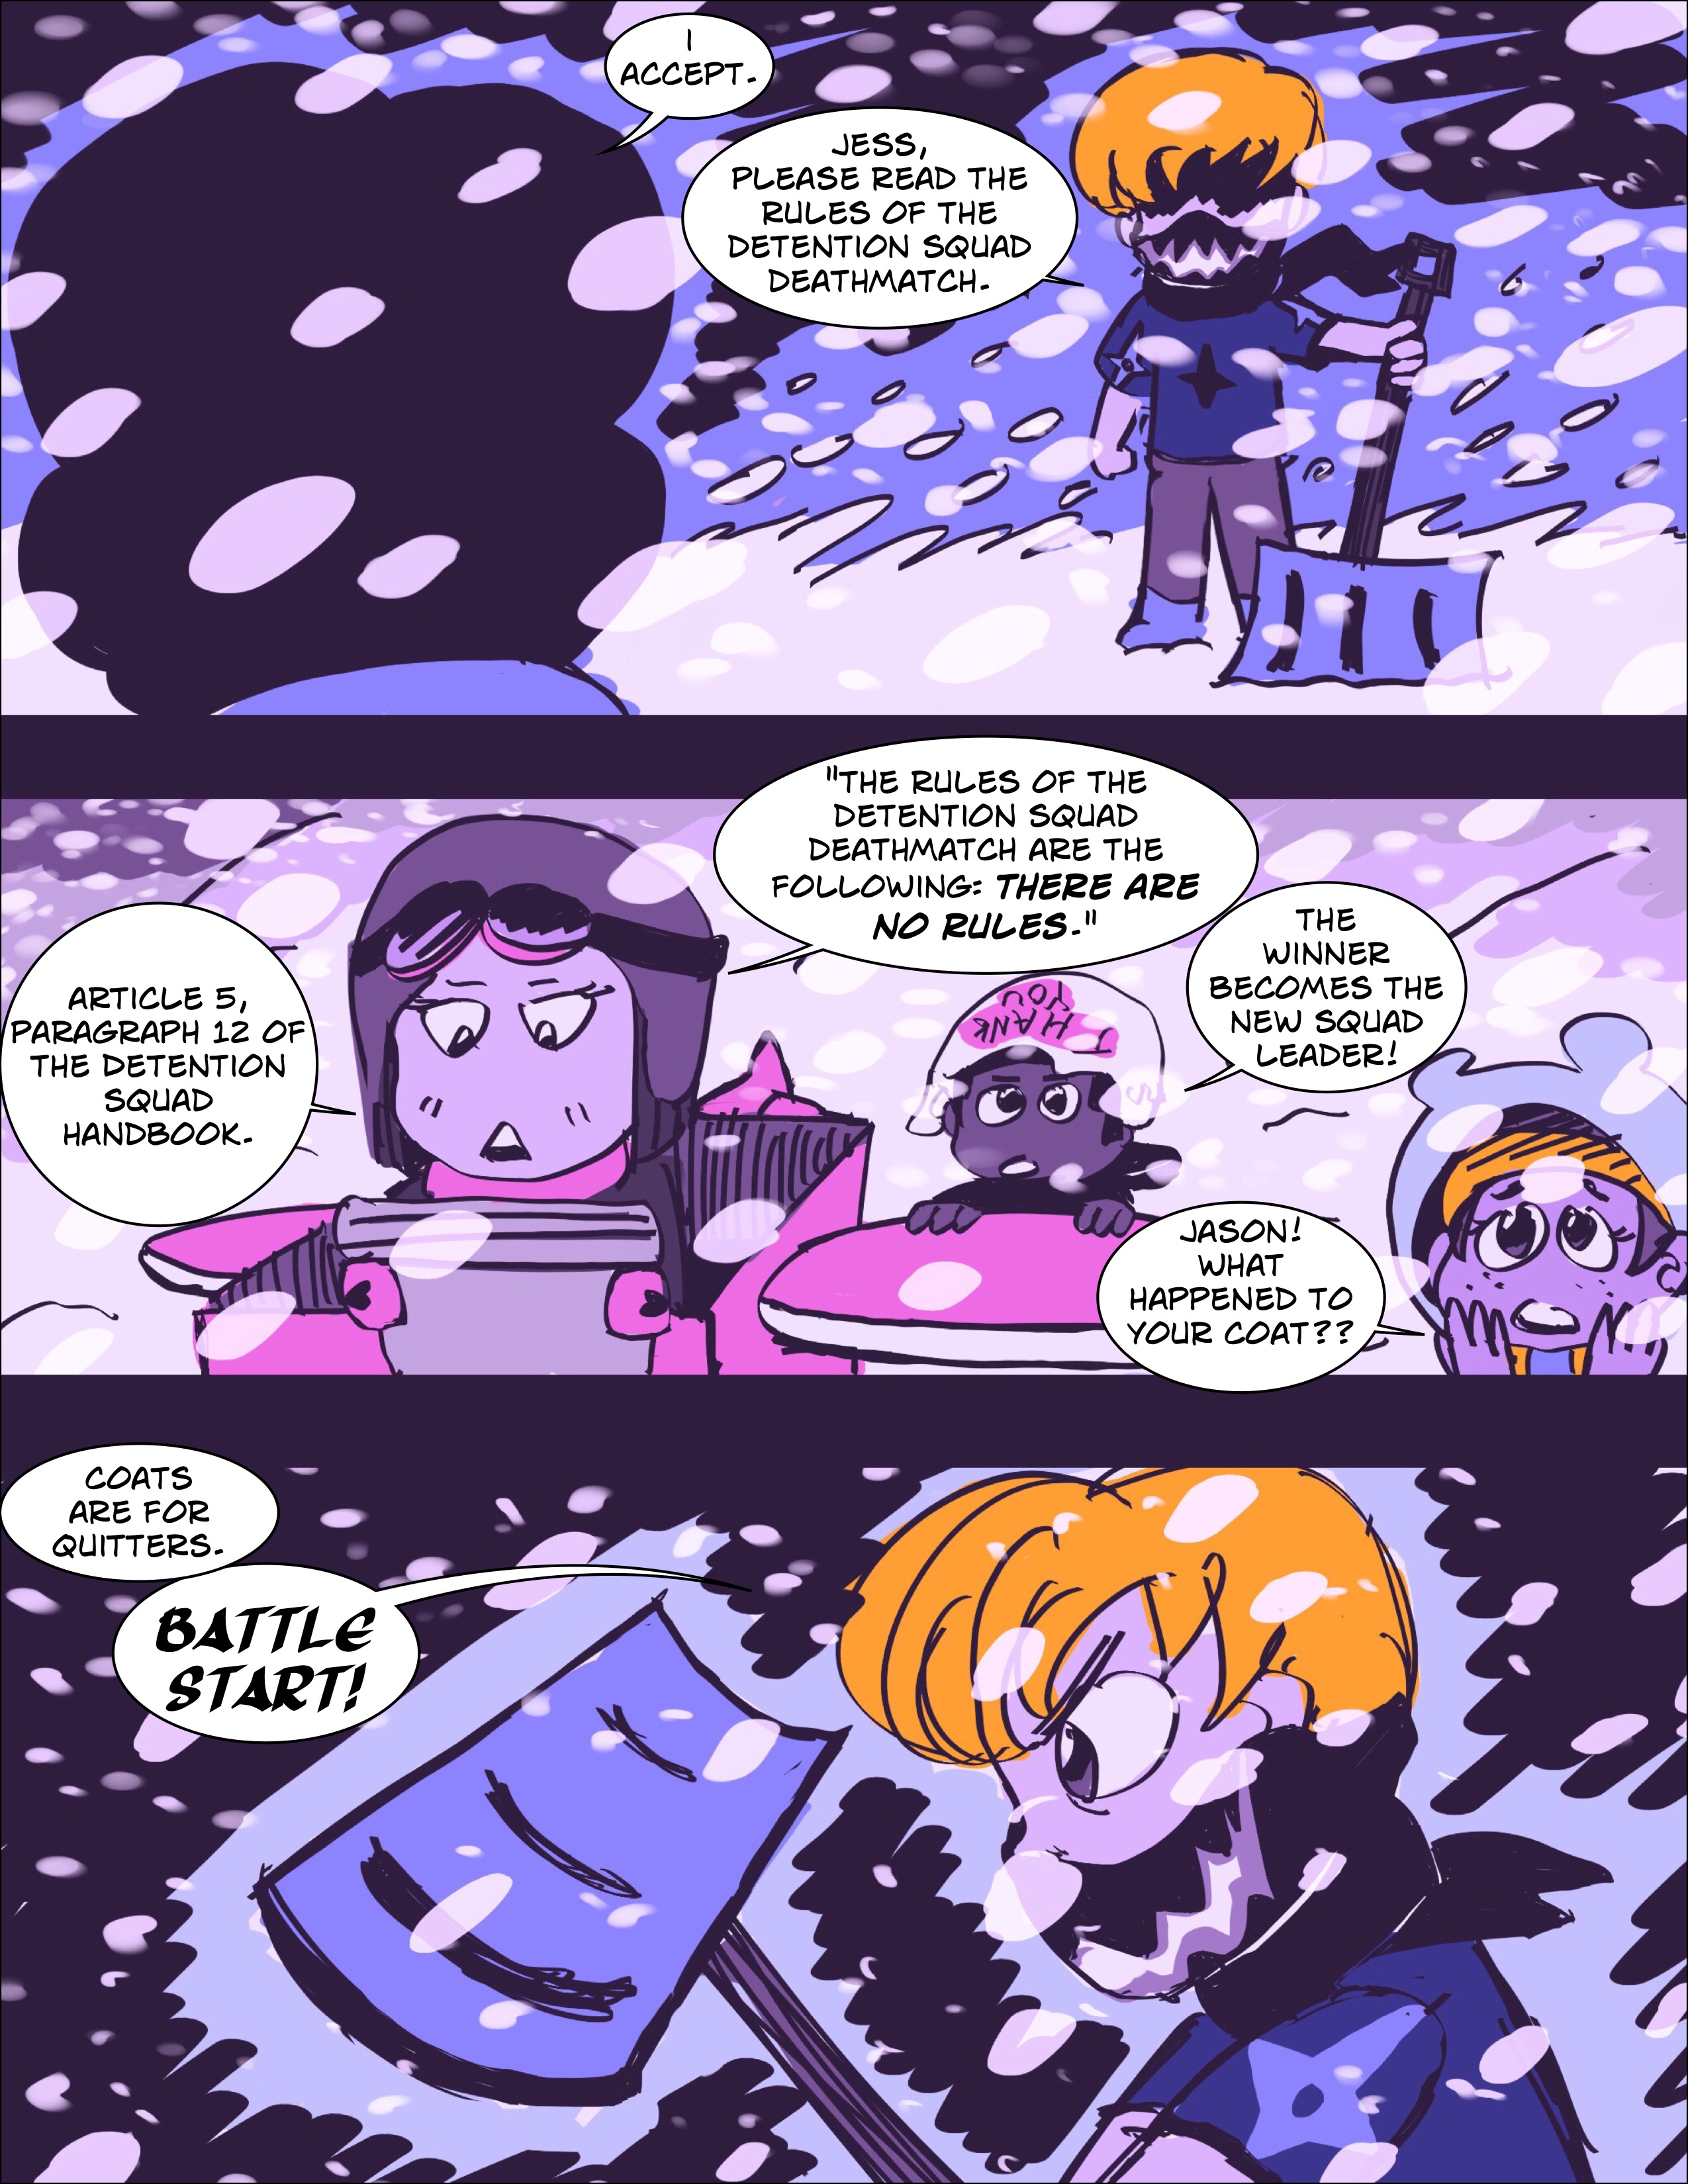 I
ACCEPT.
JESS,
PLEASE READ THE
RULES OF THE
DETENTION SQUAD
DEATHMATCH.
ARTICLE 5,
PARAGRAPH 12 OF
THE DETENTION
SQUAD
HANDBOOK.
"THE RULES OF THE
DETENTION SQUAD
DEATHMATCH ARE THE
FOLLOWING: THERE ARE
NO RULES."
THE
WINNER
BECOMES THE
NEW SQUAD
LEADER!
THANK
YOU
JASON!
WHAT
HAPPENED TO
YOUR COAT??
COATS
ARE FOR
QUITTERS.
BATTLE
START!